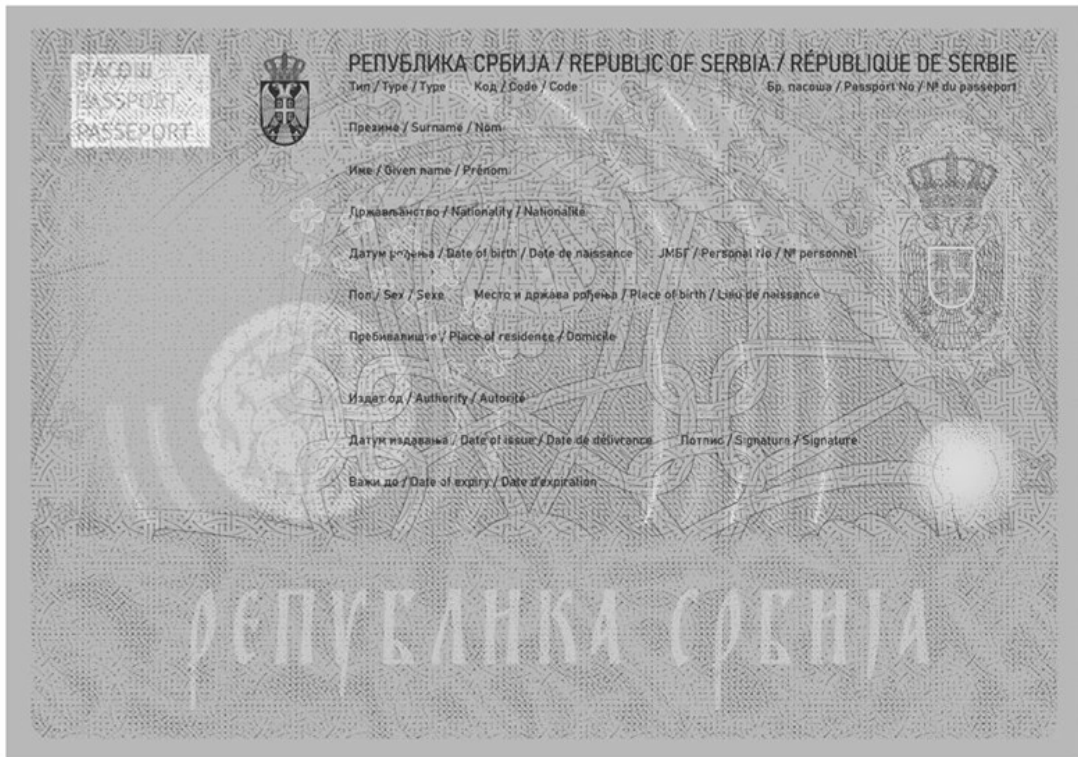 ПАСОШ
PASSPORT
PASSEPORT
РЕПУБЛИКА СРБИЈА / REPUBLIC OF SERBIA / RÉPUBLIQUE DE SERBIE
Тип / Type / Type Код / Code / Code Бр. пасоша / Passport No / Nº du passeport
Презиме / Surname / Nom
Име / Given name / Prénom
Држављанство / Nationality / Nationalité
Датум рођења / Date of birth / Date de naissance ЈМБГ / Personal No / Nº personnel
Пол / Sex / Sexe Место и држава рођења / Place of birth / Lieu de naissance
Пребивалиште / Place of residence / Domicile
Издат од / Authority / Autorité
Датум издавања / Date of issue / Date de délivrance Потпис / Signature / Signature
Важи до / Date of expiry / Date d'expiration
РЕПУБЛИКА СРБИЈА